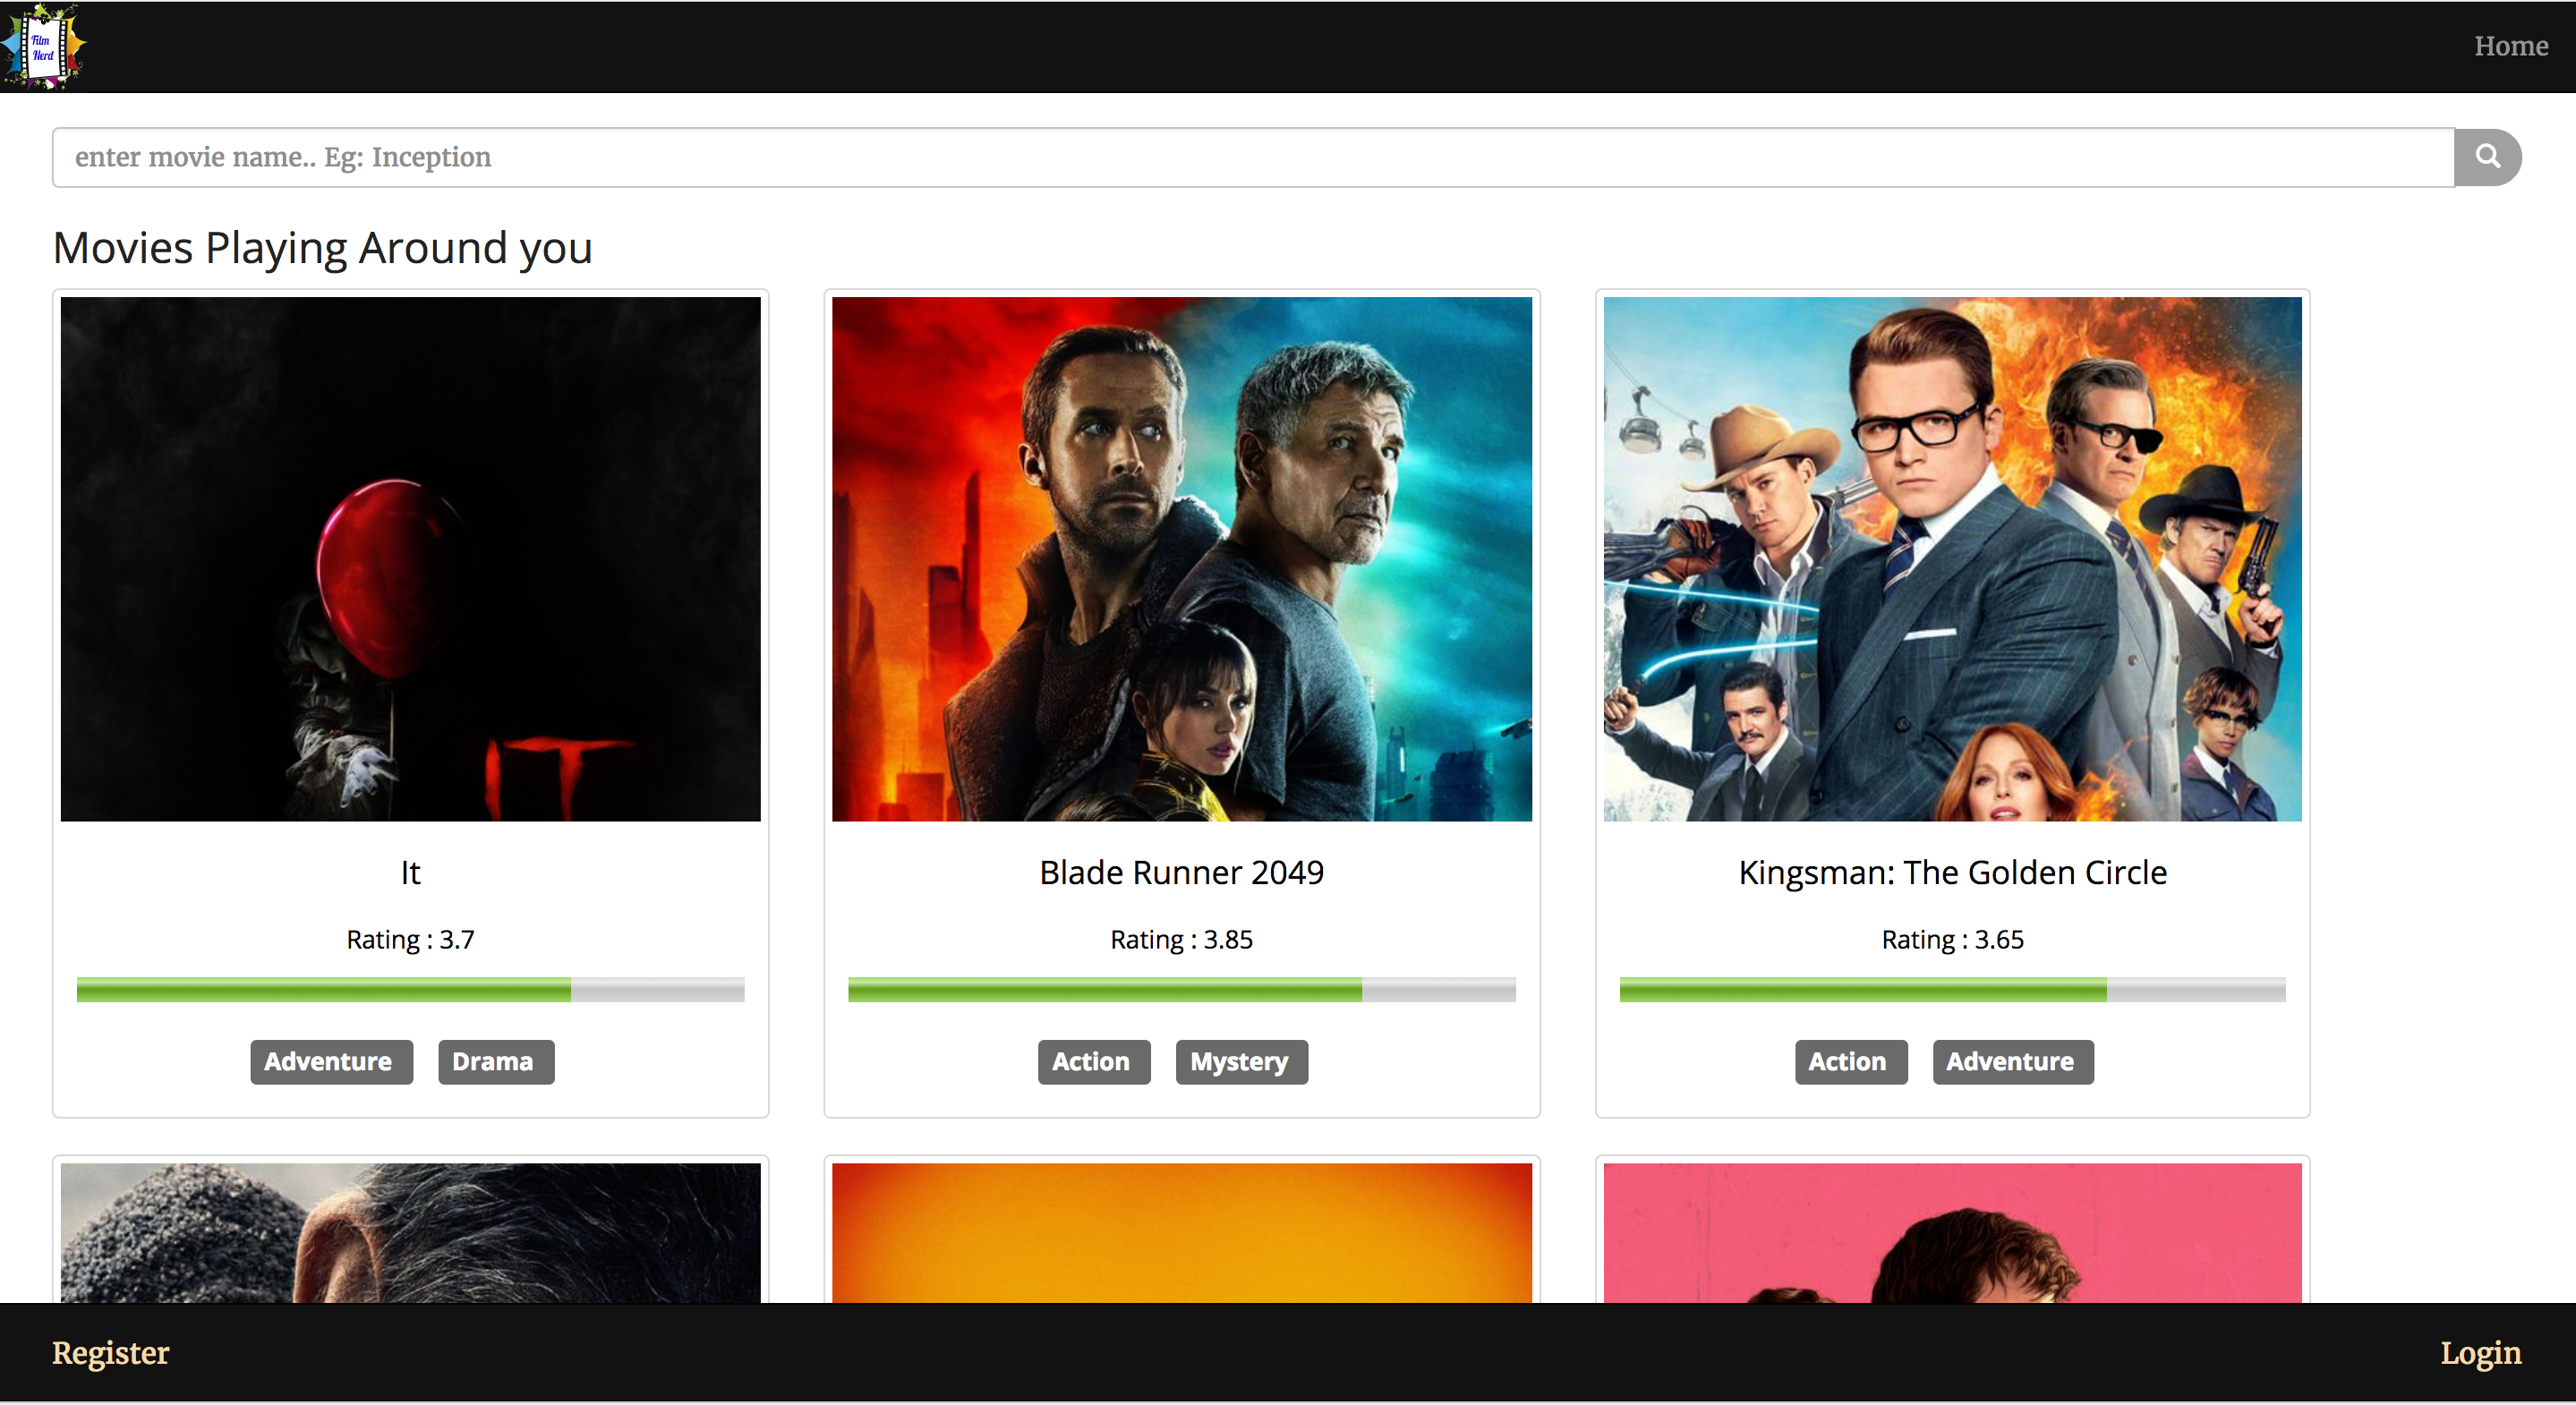 Film
Nerd
Home
enter movie name.. Eg: Inception
Movies Playing Around you
IT
It
Rating : 3.7
Adventure Drama
Blade Runner 2049
Rating : 3.85
Action Mystery
Kingsman: The Golden Circle
Rating : 3.65
Action Adventure
Register
Login